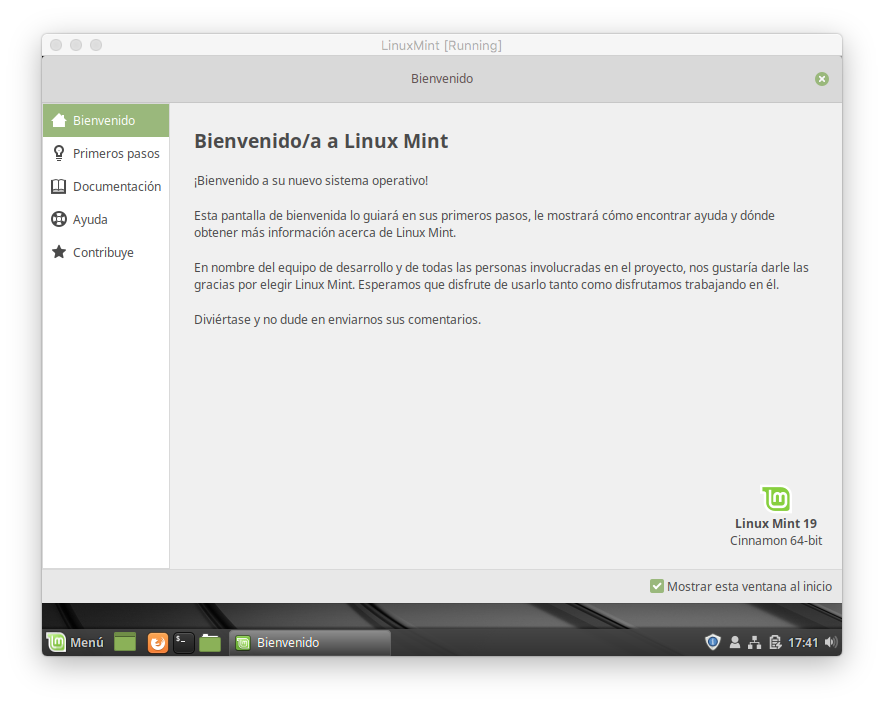 LinuxMint [Running]
Bienvenido
Bienvenido
Primeros pasos
Documentación
Ayuda
Contribuye
Bienvenido/a a Linux Mint
¡Bienvenido a su nuevo sistema operativo!
Esta pantalla de bienvenida lo guiará en sus primeros pasos, le mostrará cómo encontrar ayuda y dónde
obtener más información acerca de Linux Mint.
En nombre del equipo de desarrollo y de todas las personas involucradas en el proyecto, nos gustaría darle las
gracias por elegir Linux Mint. Esperamos que disfrute de usarlo tanto como disfrutamos trabajando en él.
Diviértase y no dude en enviarnos sus comentarios.
Linux Mint 19
Cinnamon 64-bit
Mostrar esta ventana al inicio
Menú
Bienvenido
17:41